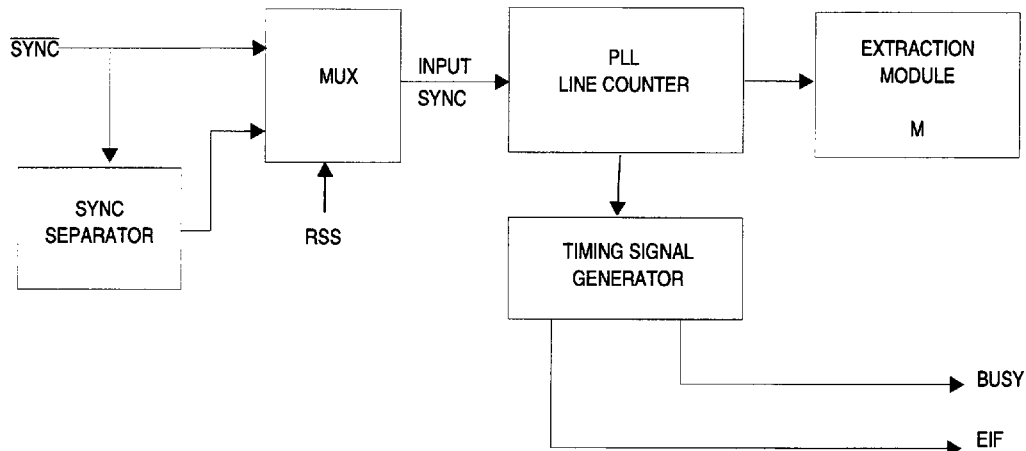 SYNC
MUX
INPUT
SYNC
PLL
LINE COUNTER
EXTRACTION
MODULE
M
SYNC
SEPARATOR
RSS
TIMING SIGNAL
GENERATOR
BUSY
EIF